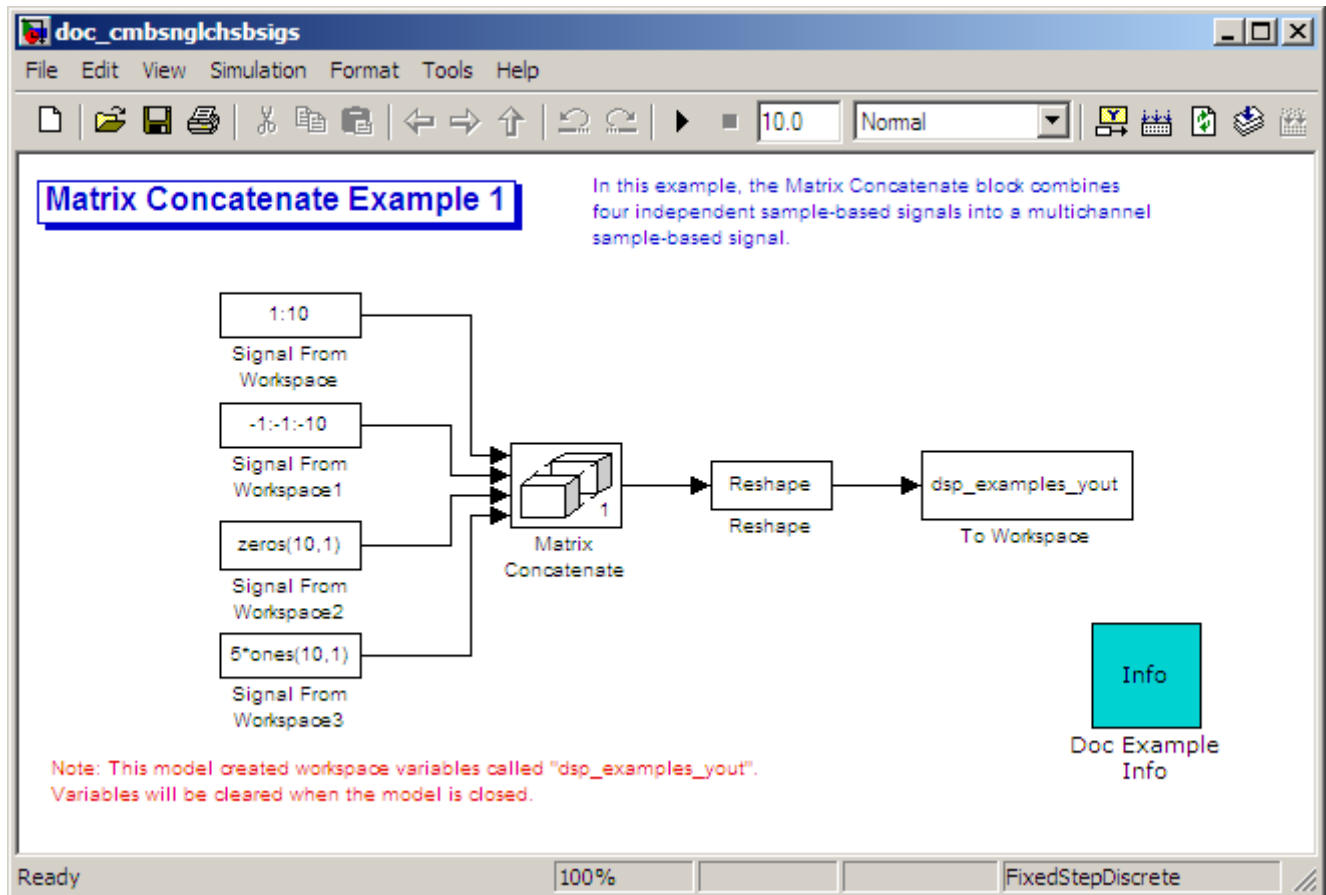 doc_cmbsnglchsbsigs
File Edit View Simulation Format Tools Help
10.0 Normal
Matrix Concatenate Example 1
In this example, the Matrix Concatenate block combines
four independent sample-based signals into a multichannel
sample-based signal.
1:10
Signal From
Workspace
-1:-1:-10
Signal From
Workspace1
zeros(10,1)
Signal From
Workspace2
5*ones(10,1)
Signal From
Workspace3
1
Matrix
Concatenate
Reshape
Reshape
dsp_examples_yout
To Workspace
Info
Doc Example
Info
Note: This model created workspace variables called "dsp_examples_yout".
Variables will be cleared when the model is closed.
Ready 100% FixedStepDiscrete